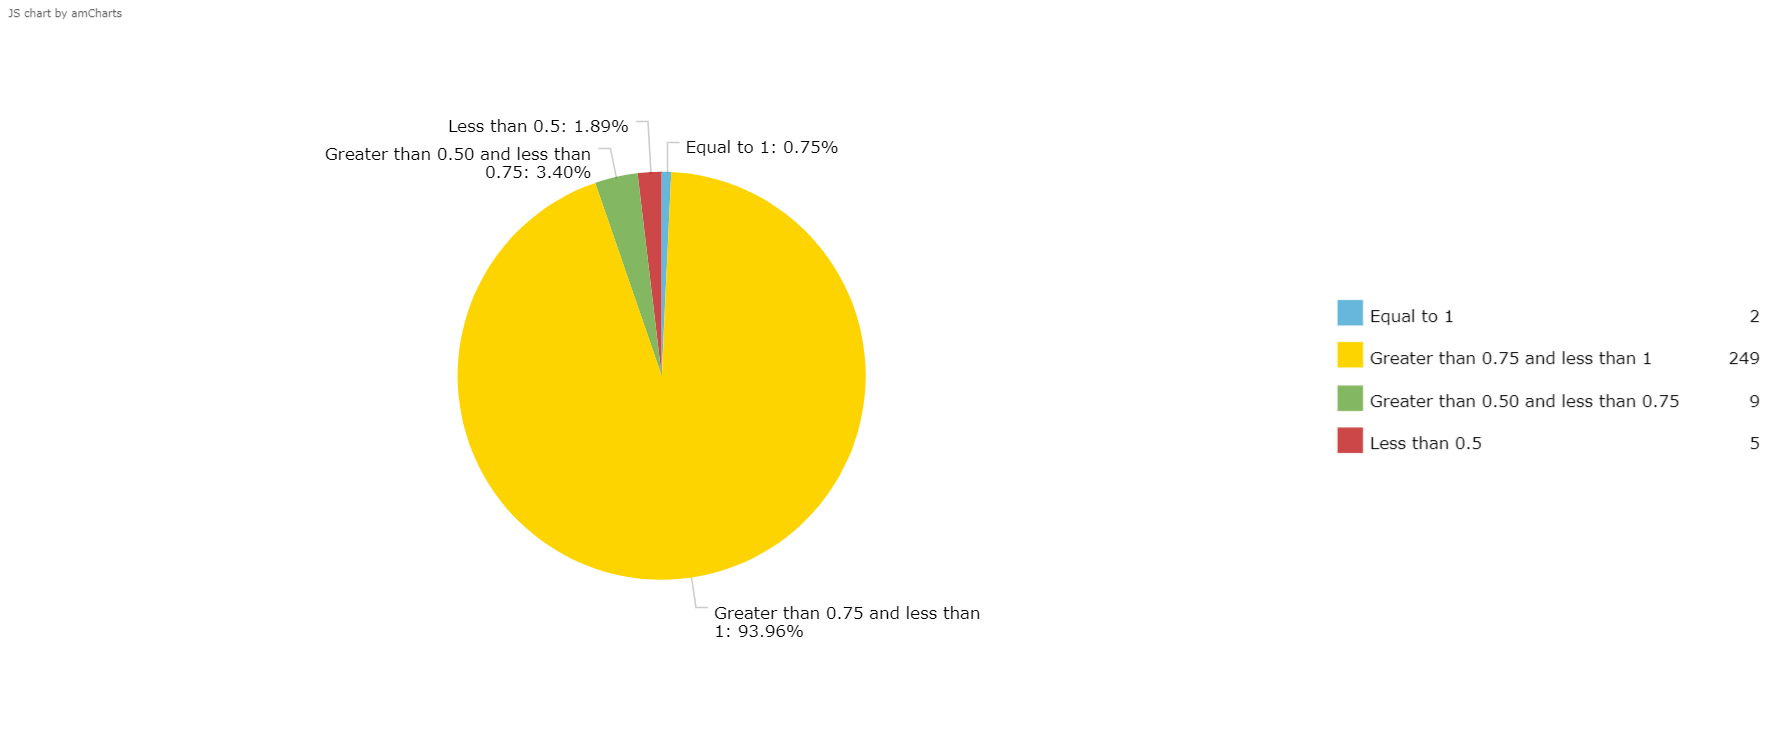 JS chart by amCharts
Less than 0.5: 1.89%
Equal to 1: 0.75%
Greater than 0.50 and less than
0.75: 3.40%
Greater than 0.75 and less than
1: 93.96%
Equal to 1 2
Greater than 0.75 and less than 1 249
Greater than 0.50 and less than 0.75 9
Less than 0.5 5